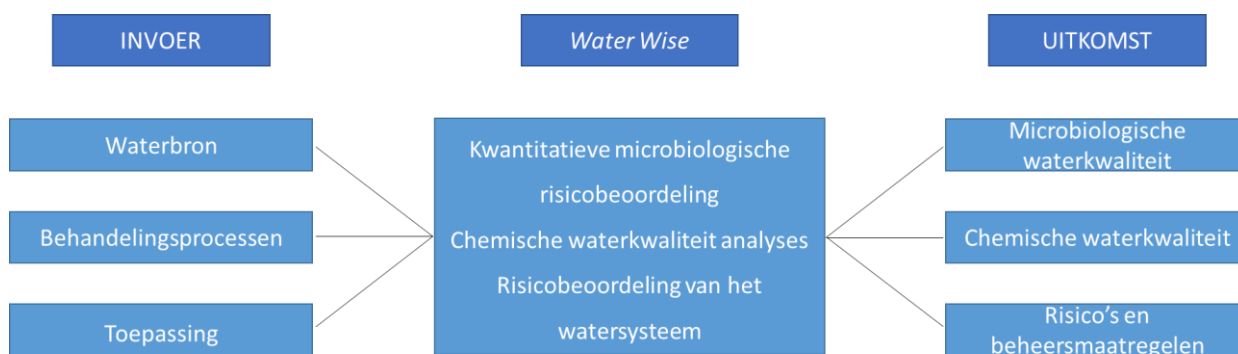 INVOER
Water Wise
UITKOMST
Waterbron
Behandelingsprocessen
Toepassing
Kwantitatieve microbiologische
risicobeoordeling
Chemische waterkwaliteit analyses
Risicobeoordeling van het
watersysteem
Microbiologische
waterkwaliteit
Chemische waterkwaliteit
Risico's en
beheersmaatregelen